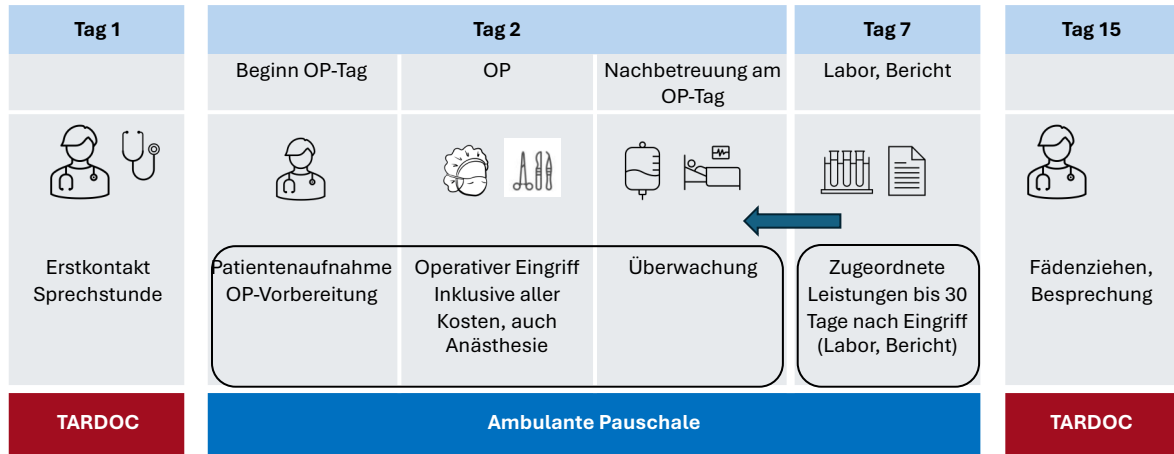 Tag 1
Tag 2
Tag 7
Tag 15
Beginn OP-Tag
OP
Nachbetreuung am
OP-Tag
Labor, Bericht
Erstkontakt
Sprechstunde
Patientenaufnahme
OP-Vorbereitung
Operativer Eingriff
Inklusive aller
Kosten, auch
Anästhesie
Überwachung
Zugeordnete
Leistungen bis 30
Tage nach Eingriff
(Labor, Bericht)
Fädenziehen,
Besprechung
TARDOC
Ambulante Pauschale
TARDOC